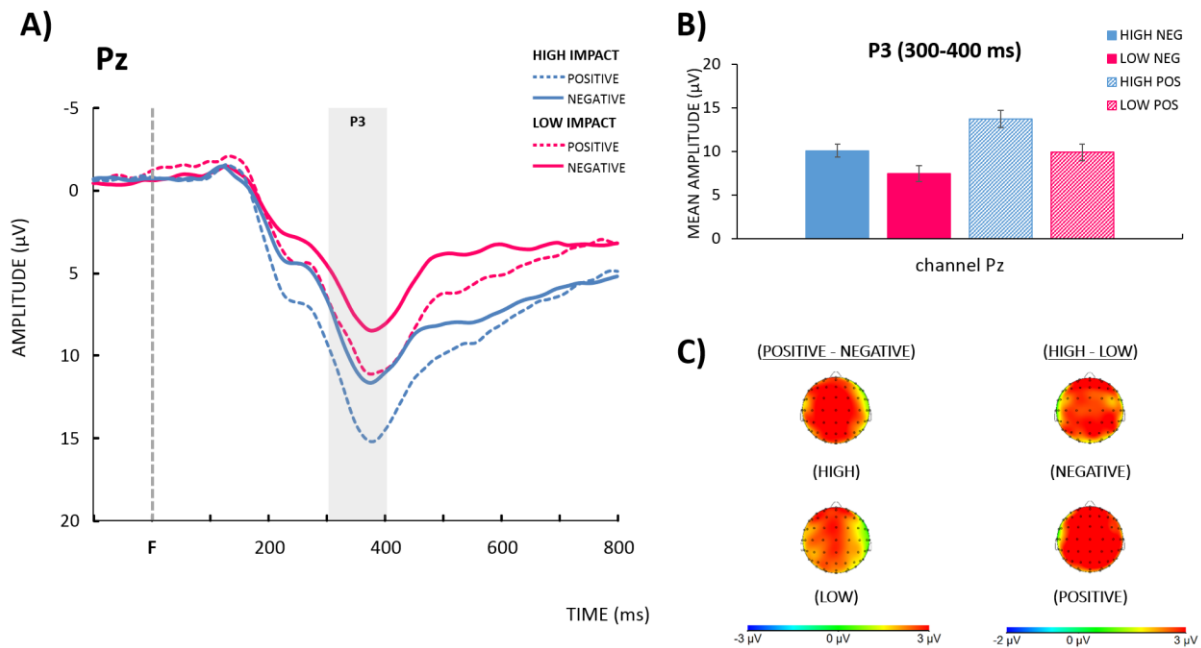 A)
Pz
HIGH IMPACT
POSITIVE
NEGATIVE
LOW IMPACT
POSITIVE
NEGATIVE
P3
-5
0
5
10
15
20
AMPLITUDE (µV)
F
200
400
600
800
TIME (ms)
B)
P3 (300-400 ms)
HIGH NEG
LOW NEG
HIGH POS
LOW POS
20
15
10
5
0
MEAN AMPLITUDE (µV)
channel Pz
C)
(POSITIVE - NEGATIVE)
(HIGH - LOW)
(HIGH)
(NEGATIVE)
(LOW)
(POSITIVE)
-3 µV
0 µV
3 µV
-2 µV
0 µV
3 µV